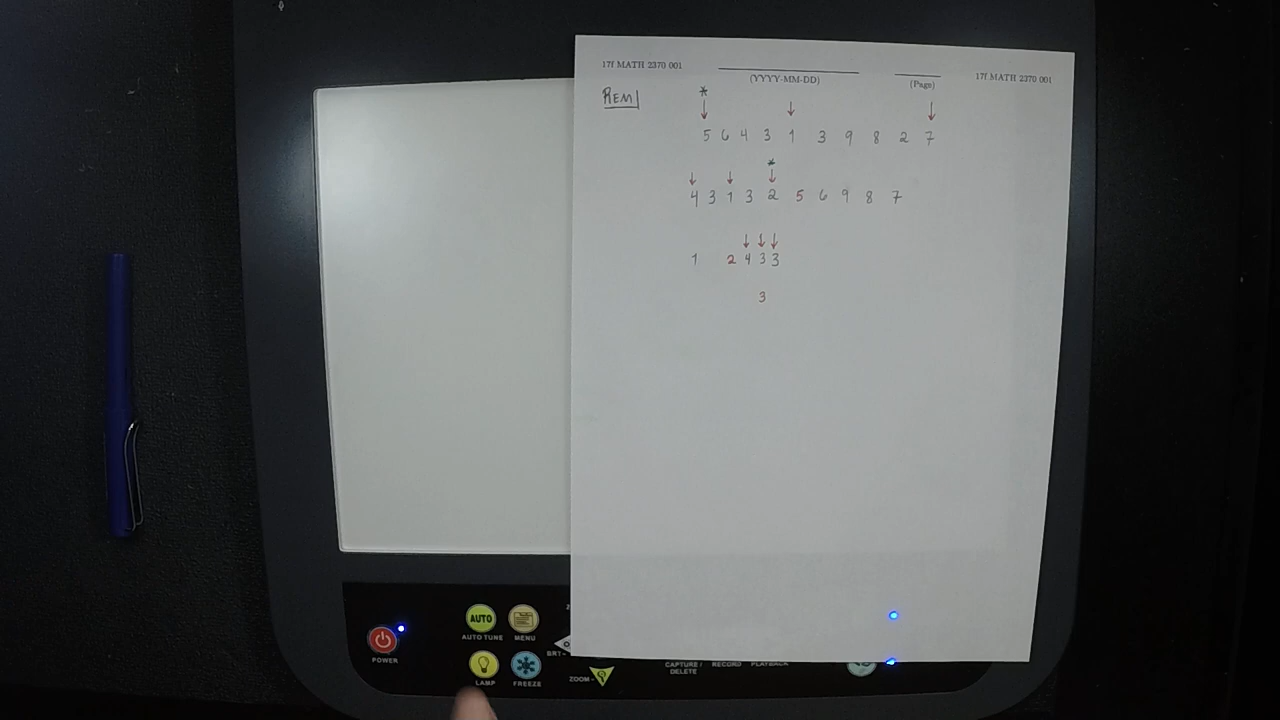 17f MATH 2370 001 (YYYY-MM-DD) (Page) 17f MATH 2370 001
REM
*
5 6 4 3 1 3 9 8 2 7
*
4 3 1 3 2 5 6 9 8 7
1 2 4 3 3
3
POWER
AUTO
AUTO TUNE MENU
BRT-
LAMP FREEZE
ZOOM-
CAPTURE / DELETE RECORD PLAYBACK